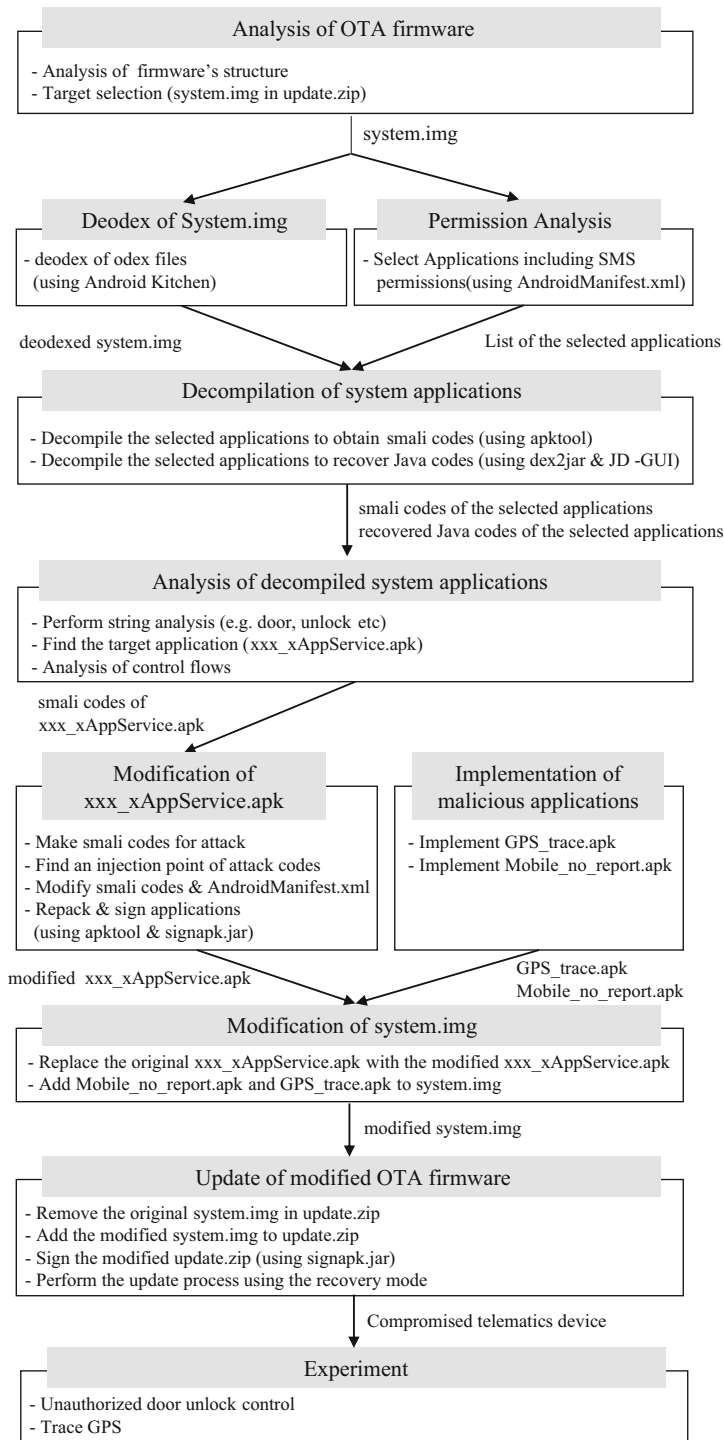 Analysis of OTA firmware
- Analysis of firmware's structure
- Target selection (system.img in update.zip)
system.img
Deodex of System.img
- deodex of odex files
(using Android Kitchen)
Permission Analysis
- Select Applications including SMS
permissions(using AndroidManifest.xml)
deodexed system.img
List of the selected applications
Decompilation of system applications
- Decompile the selected applications to obtain smali codes (using apktool)
- Decompile the selected applications to recover Java codes (using dex2jar & JD -GUI)
smali codes of the selected applications
recovered Java codes of the selected applications
Analysis of decompiled system applications
- Perform string analysis (e.g. door, unlock etc)
- Find the target application (xxx_xAppService.apk)
- Analysis of control flows
smali codes of
xxx_xAppService.apk
Modification of
xxx_xAppService.apk
- Make smali codes for attack
- Find an injection point of attack codes
- Modify smali codes & AndroidManifest.xml
- Repack & sign applications
(using apktool & signapk.jar)
Implementation of
malicious applications
- Implement GPS_trace.apk
- Implement Mobile_no_report.apk
modified xxx_xAppService.apk
GPS_trace.apk
Mobile_no_report.apk
Modification of system.img
- Replace the original xxx_xAppService.apk with the modified xxx_xAppService.apk
- Add Mobile_no_report.apk and GPS_trace.apk to system.img
modified system.img
Update of modified OTA firmware
- Remove the original system.img in update.zip
- Add the modified system.img to update.zip
- Sign the modified update.zip (using signapk.jar)
- Perform the update process using the recovery mode
Compromised telematics device
Experiment
- Unauthorized door unlock control
- Trace GPS